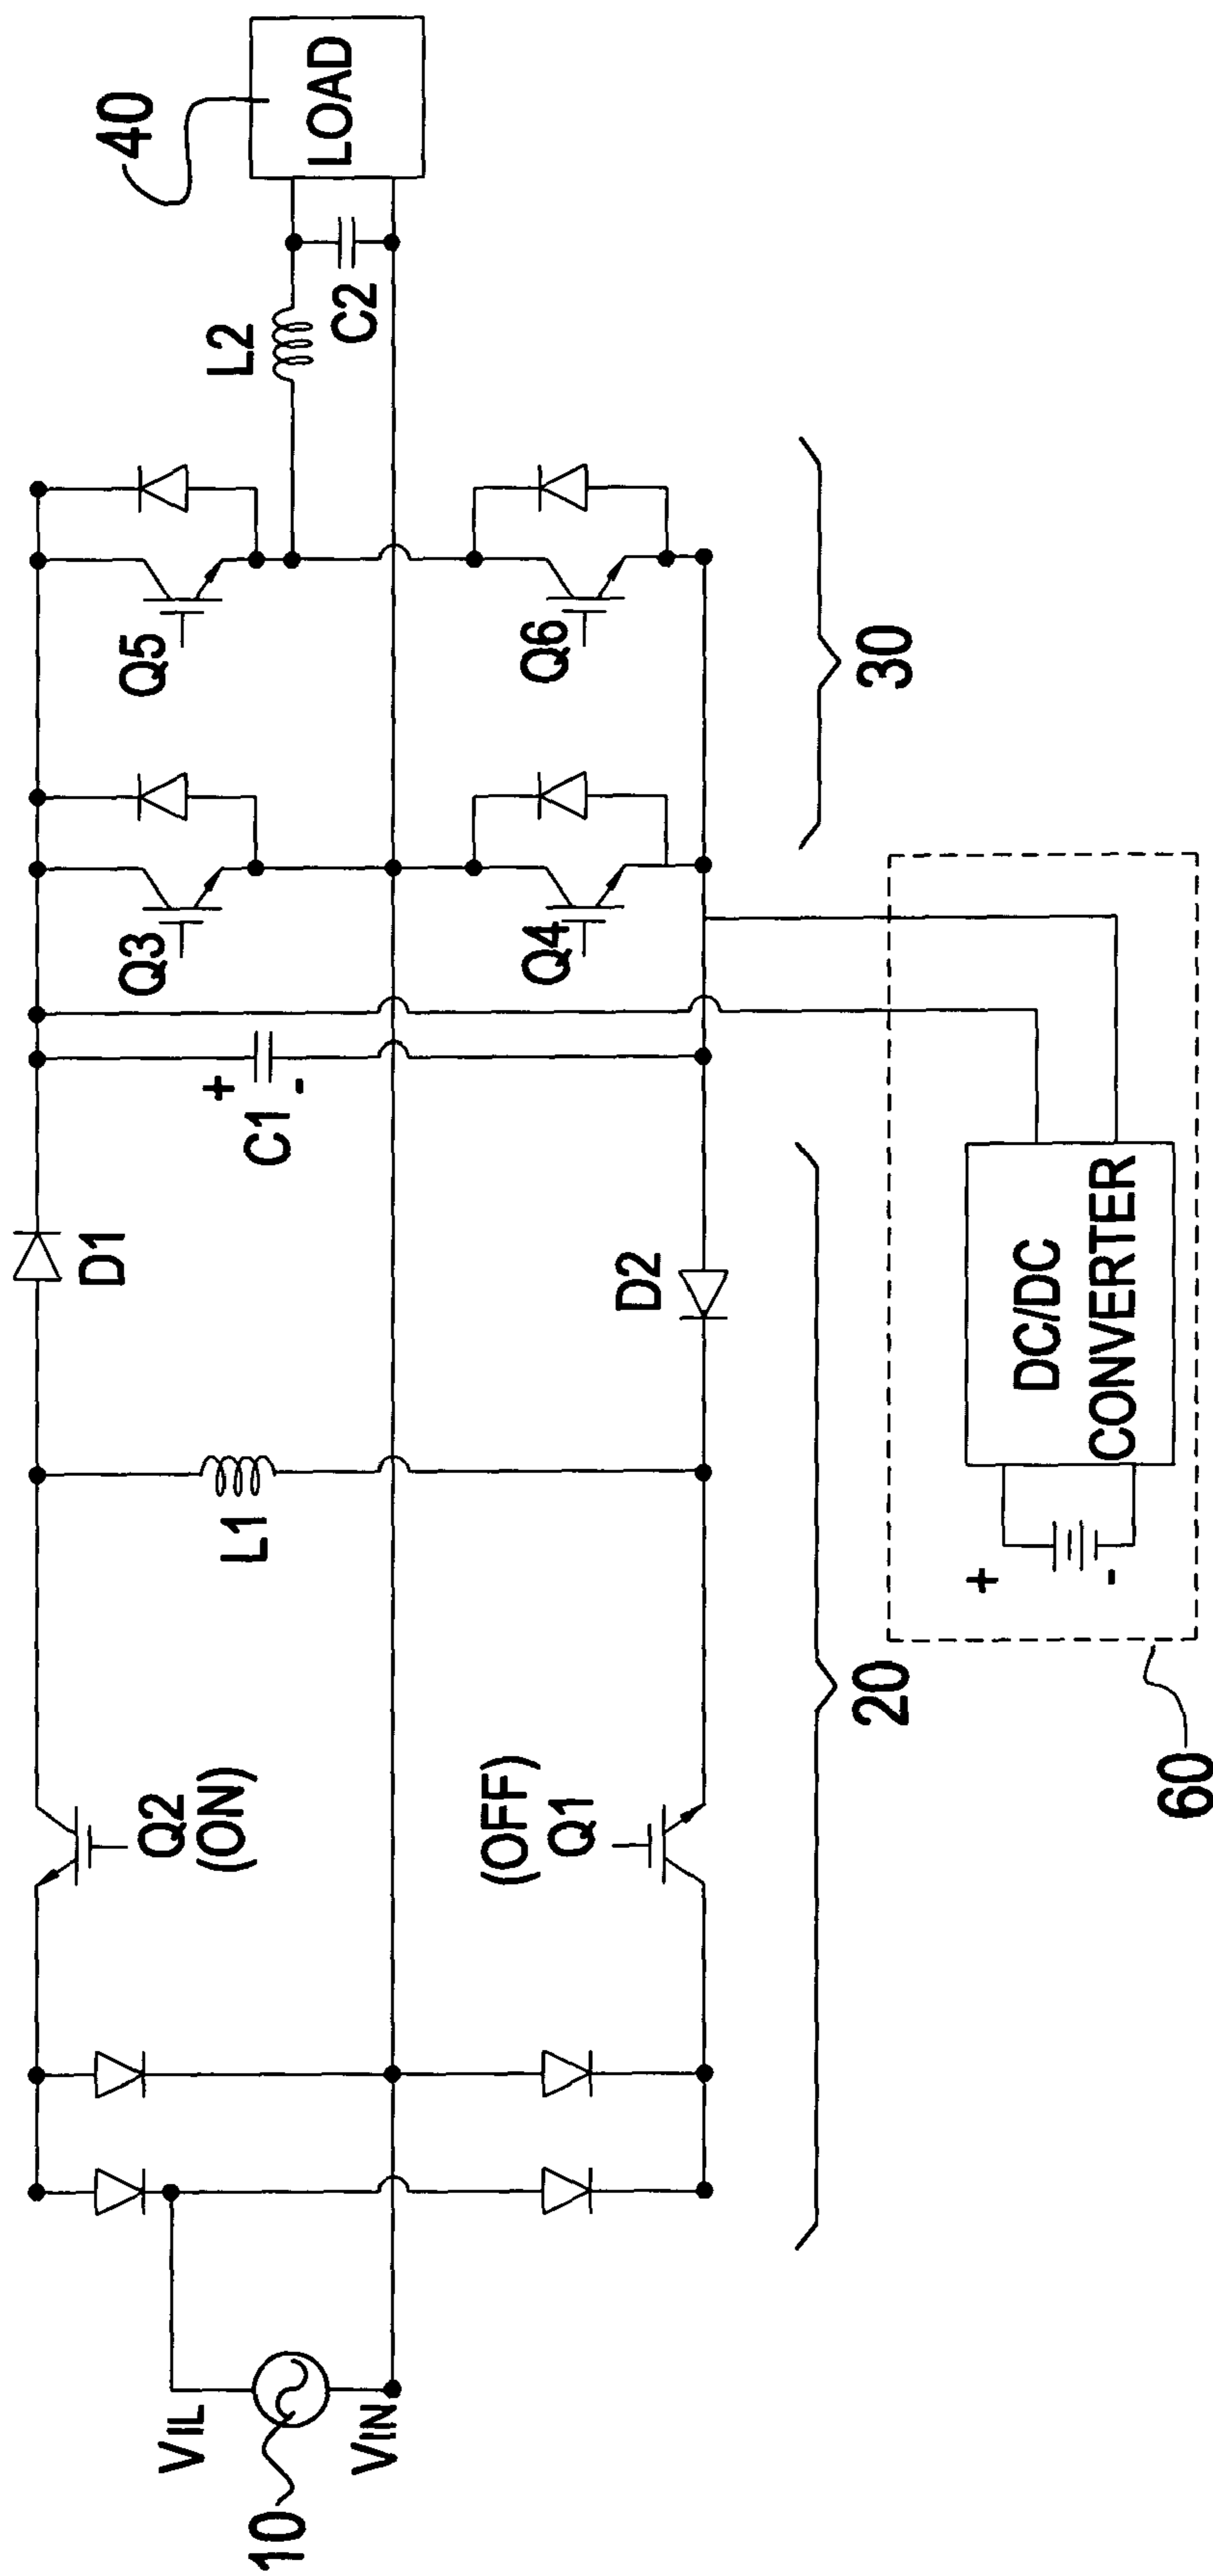 10
VIL
VIN
Q2
(ON)
(OFF)
Q1
20
L1
D1
D2
+
C1
-
Q3
Q4
Q5
Q6
30
L2
C2
LOAD
40
+
-
DC/DC
CONVERTER
60